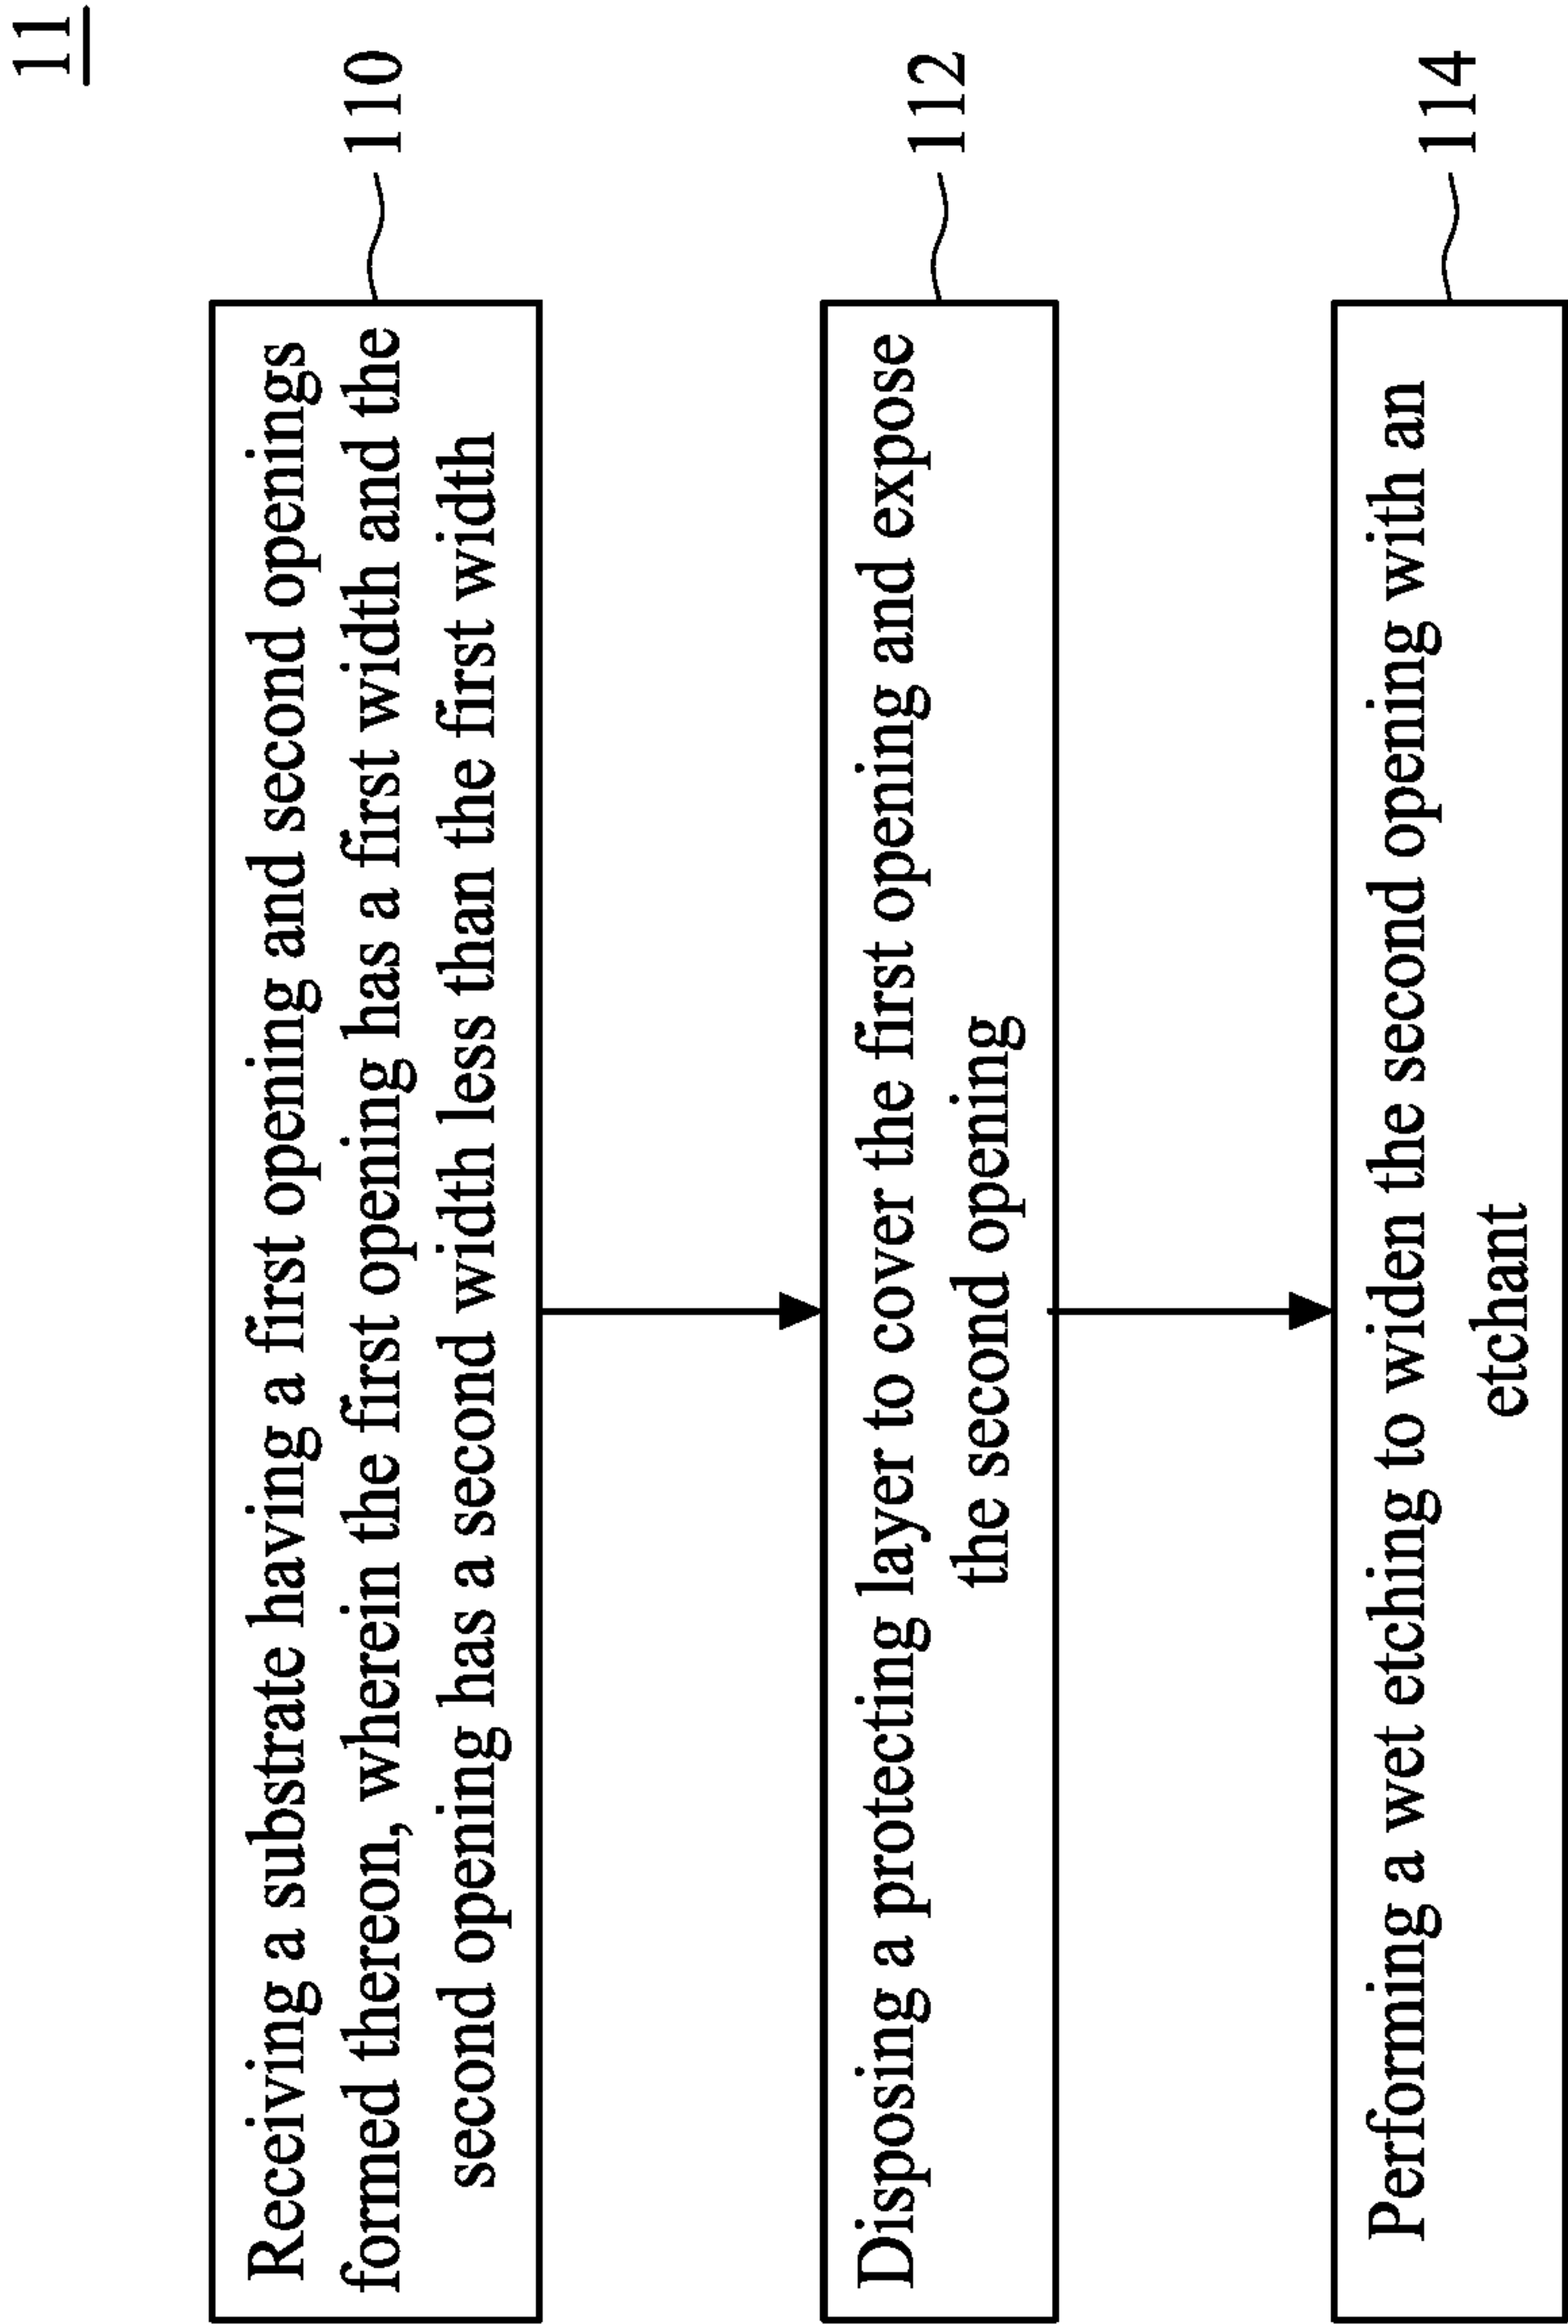 11
Receiving a substrate having a first opening and second openings
formed thereon, wherein the first opening has a first width and the
second opening has a second width less than the first width
110
Disposing a protecting layer to cover the first opening and expose
the second opening
112
Performing a wet etching to widen the second opening with an
etchant
114